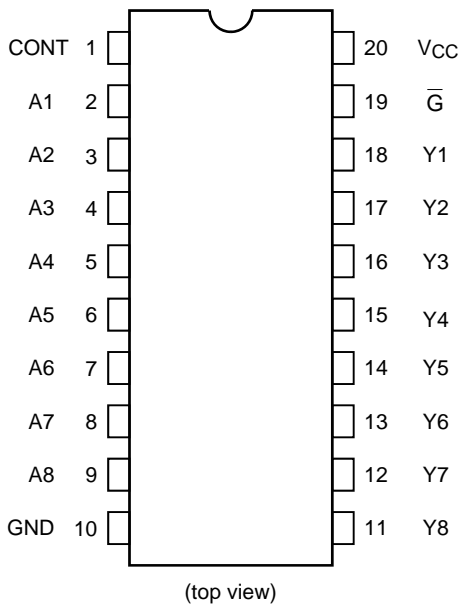 CONT 1 20 VCC
A1 2 19 G̅
A2 3 18 Y1
A3 4 17 Y2
A4 5 16 Y3
A5 6 15 Y4
A6 7 14 Y5
A7 8 13 Y6
A8 9 12 Y7
GND 10 11 Y8
(top view)